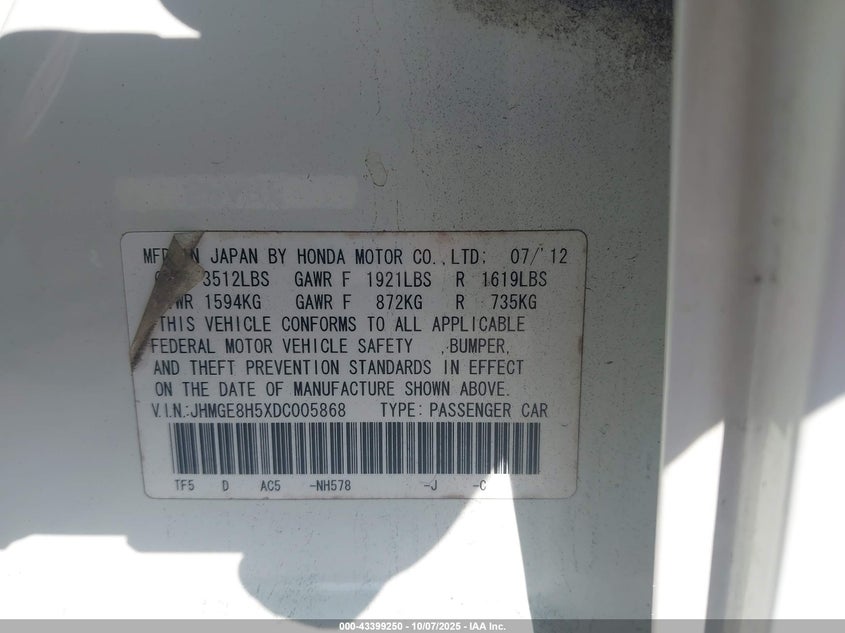 MFD IN JAPAN BY HONDA MOTOR CO.,LTD: 07/'12
3512LBS GAWR F 1921LBS R 1619LBS
1594KG GAWR F 872KG R 735KG
THIS VEHICLE CONFORMS TO ALL APPLICABLE
FEDERAL MOTOR VEHICLE SAFETY ,BUMPER,
AND THEFT PREVENTION STANDARDS IN EFFECT
ON THE DATE OF MANUFACTURE SHOWN ABOVE.
V.I.N.:JHMGE8H5XDC005868 TYPE: PASSENGER CAR
TF5 D AC5 -NH578 -J -C
000-43399250 - 10/07/2025 - IAA Inc.